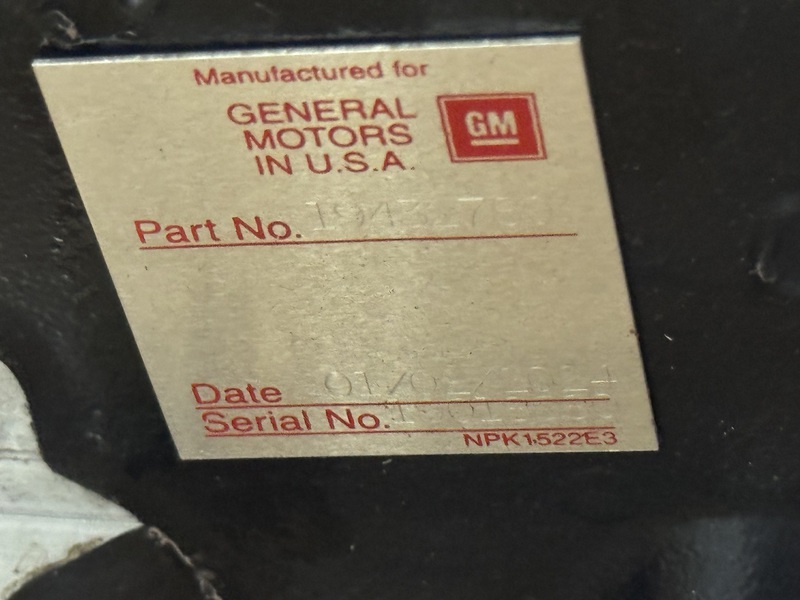 Manufactured for
GENERAL
MOTORS
IN U.S.A.
GM
Part No.
Date
Serial No.
NPK1522E3